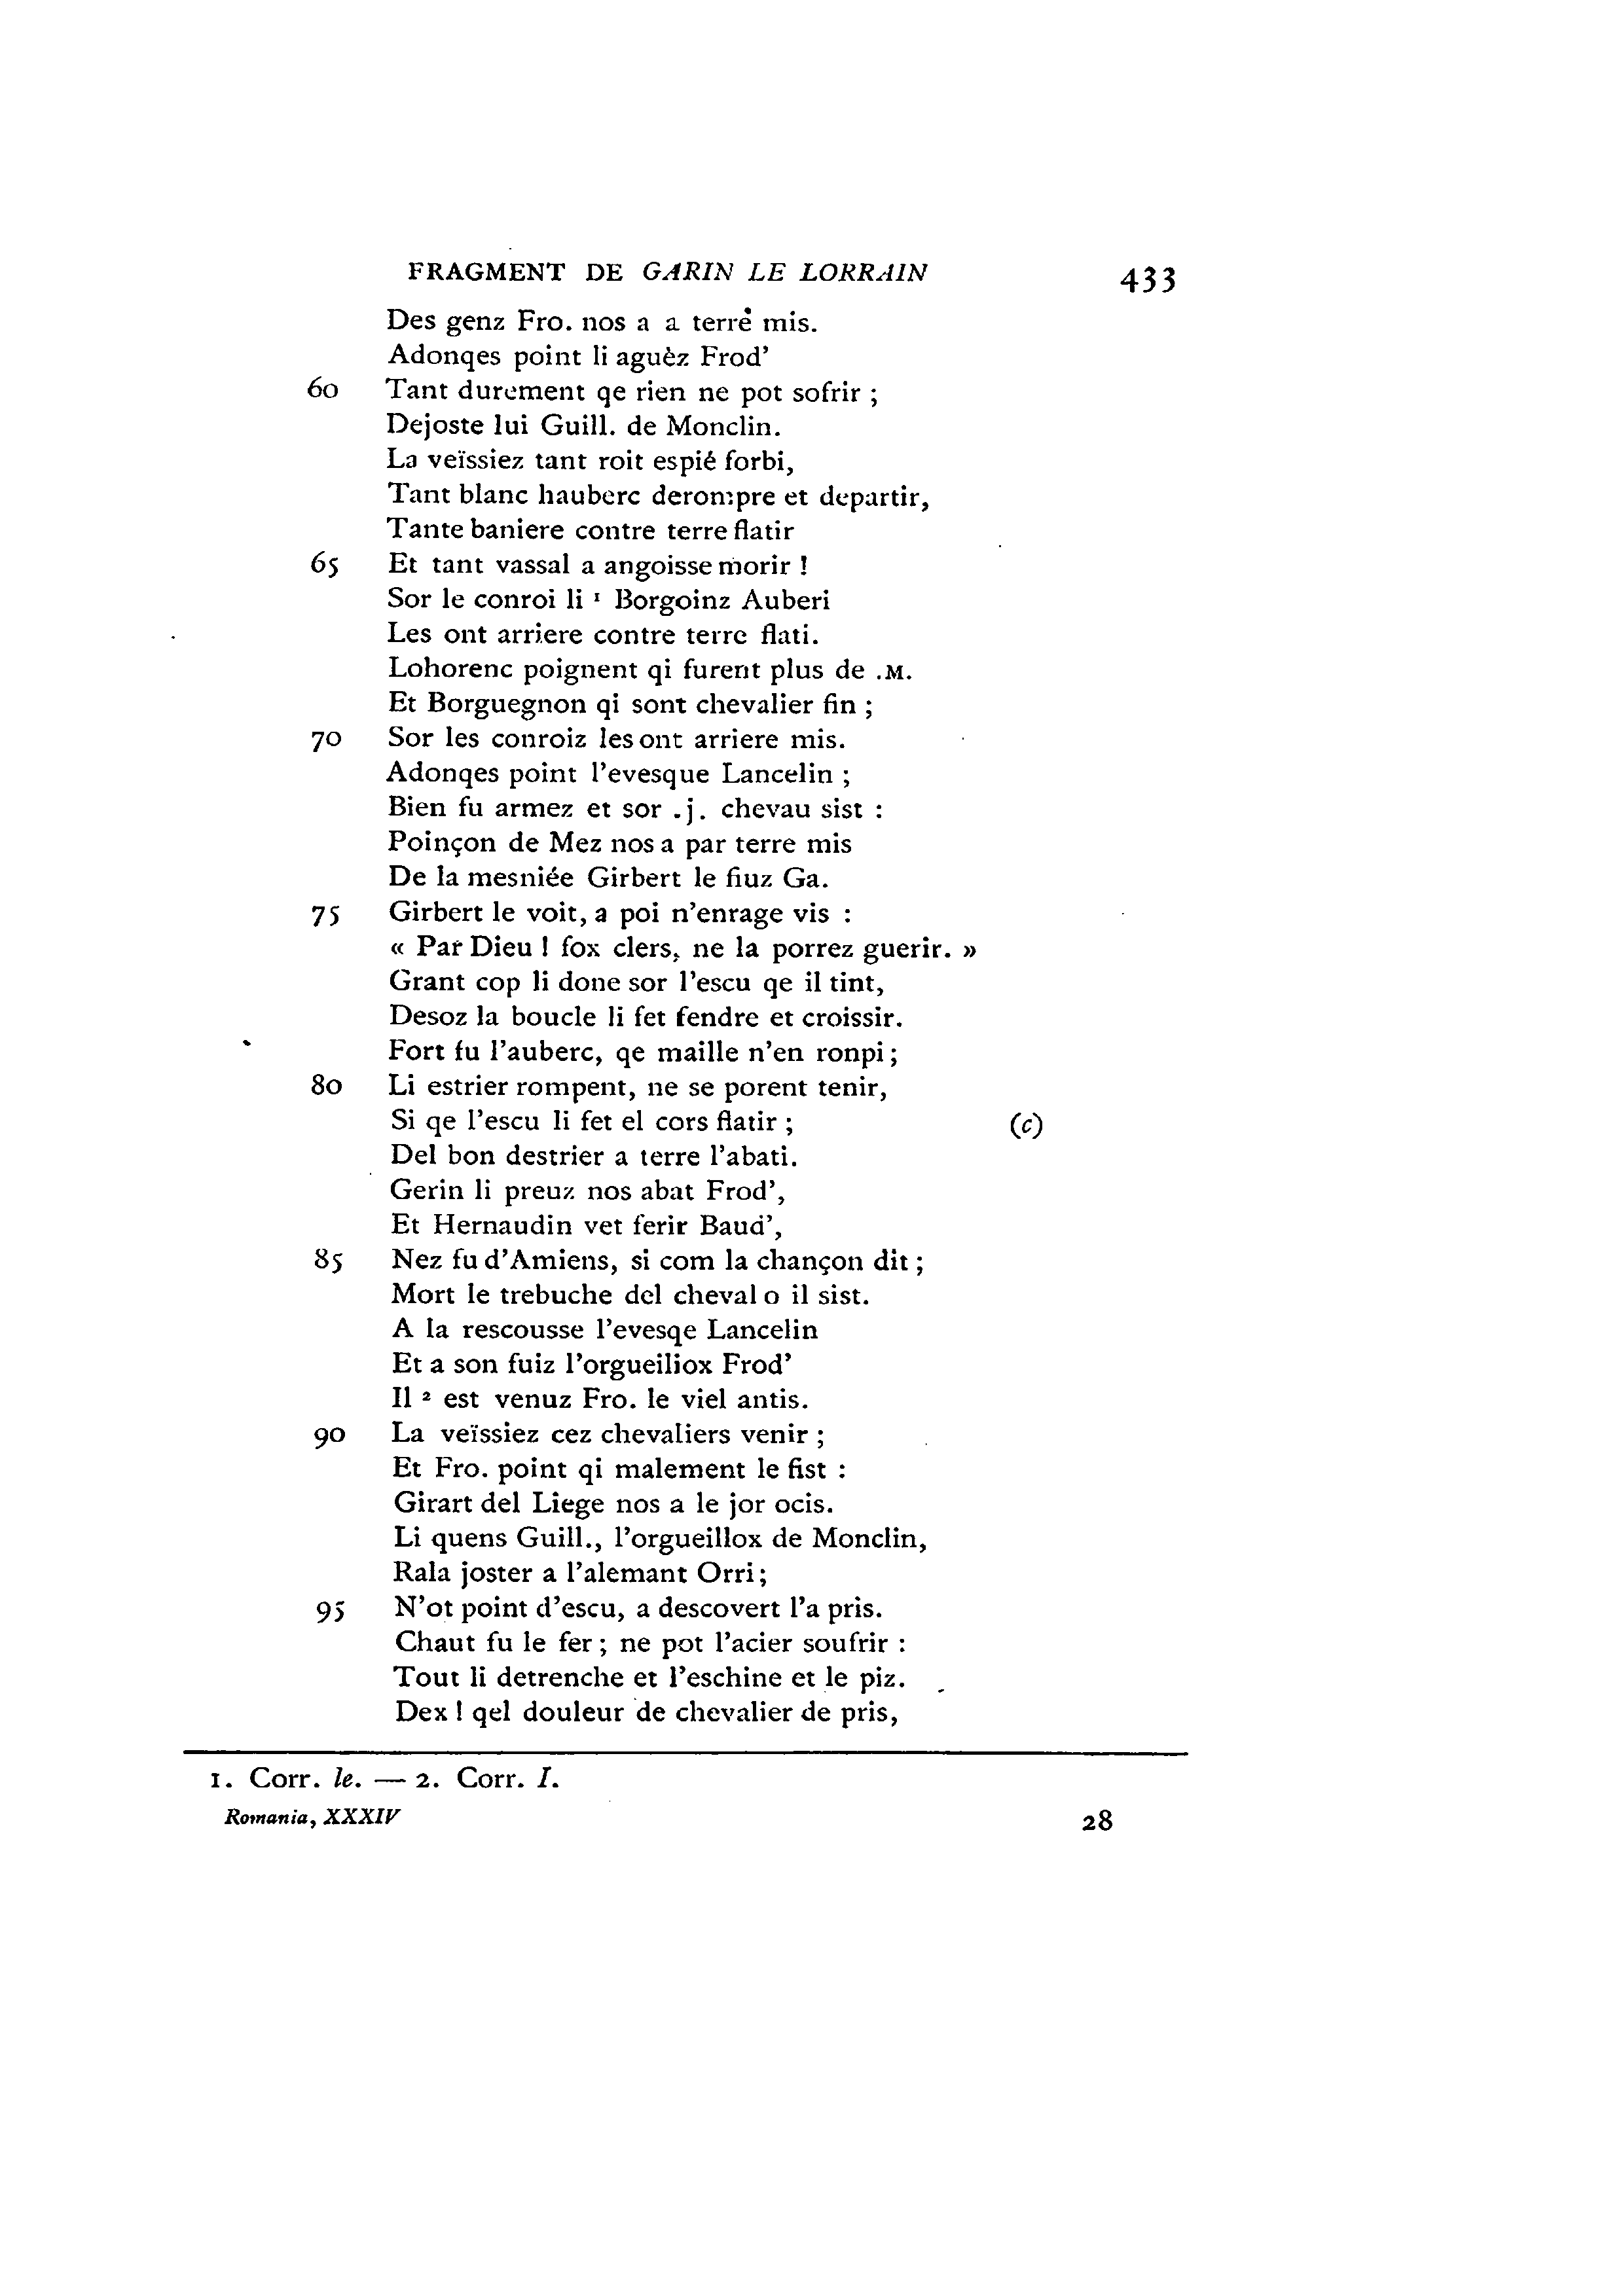 FRAGMENT DE GARIN LE LORRAIN 433
Des genz Fro. nos a a terre mis.
Adonqes point li aguèz Frod’
60 Tant durement qe rien ne pot sofrir ;
Dejoste lui Guill. de Monclin.
La veïssiez tant roit espié forbi,
Tant blanc hauberc derompre et departir,
Tante baniere contre terre flatir
65 Et tant vassal a angoisse morir !
Sor le conroi li ¹ Borgoinz Auberi
Les ont arriere contre terre flati.
Lohorenc poignent qi furent plus de .M.
Et Borguegnon qi sont chevalier fin ;
70 Sor les conroiz les ont arriere mis.
Adonqes point l’evesque Lancelin ;
Bien fu armez et sor .j. chevau sist :
Poinçon de Mez nos a par terre mis
De la mesniée Girbert le fiuz Ga.
75 Girbert le voit, a poi n’enrage vis :
« Par Dieu ! fox clers, ne la porrez guerir. »
Grant cop li done sor l’escu qe il tint,
Desoz la boucle li fet fendre et croissir.
Fort fu l’auberc, qe maille n’en ronpi ;
80 Li estrier rompent, ne se porent tenir,
Si qe l’escu li fet el cors flatir ; (c)
Del bon destrier a terre l’abati.
Gerin li preuz nos abat Frod’,
Et Hernaudin vet ferir Baud’,
85 Nez fu d’Amiens, si com la chançon dit ;
Mort le trebuche del cheval o il sist.
A la rescousse l’evesqe Lancelin
Et a son fuiz l’orgueiliox Frod’
Il ² est venuz Fro. le viel antis.
90 La veïssiez cez chevaliers venir ;
Et Fro. point qi malement le fist :
Girart del Liege nos a le jor ocis.
Li quens Guill., l’orgueillox de Monclin,
Rala joster a l’alemant Orri ;
95 N’ot point d’escu, a descovert l’a pris.
Chaut fu le fer ; ne pot l’acier soufrir :
Tout li detrenche et l’eschine et le piz.
Dex ! qel douleur de chevalier de pris,
1. Corr. le. — 2. Corr. I.
Romania, XXXIV 28